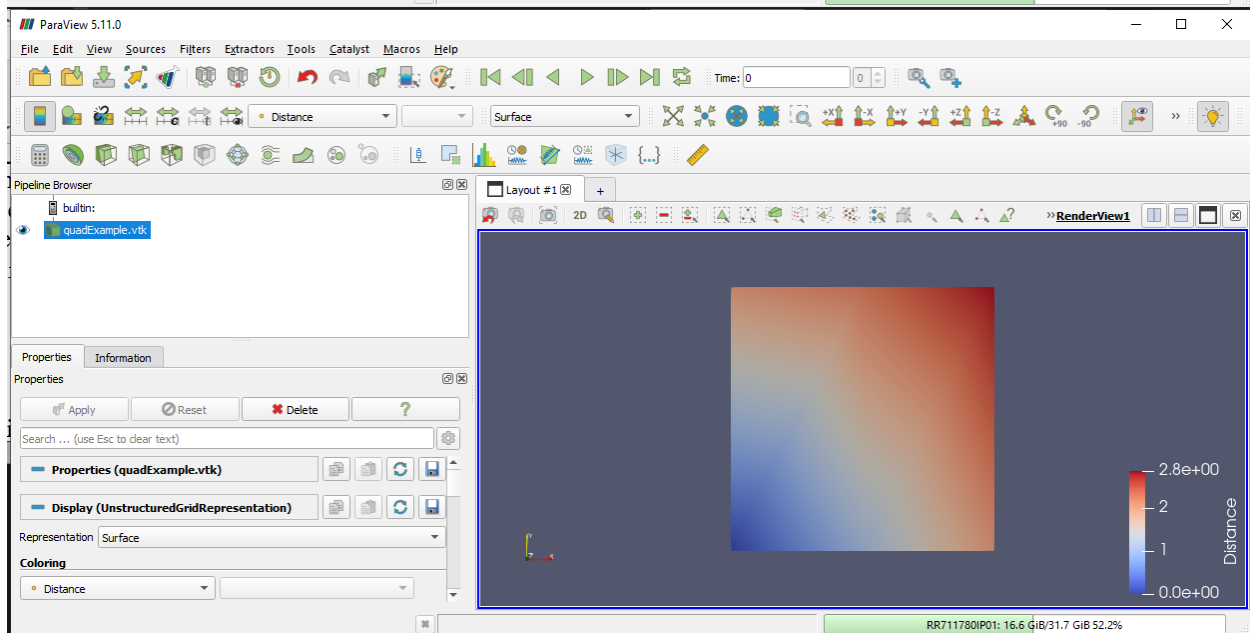 ParaView 5.11.0
File Edit View Sources Filters Extractors Tools Catalyst Macros Help
Time: 0 0
Distance Surface +X -X +Y -Y +Z -Z +90 -90 »
Pipeline Browser
builtin:
quadExample.vtk
Layout #1 +
2D »RenderView1
Properties Information
Properties
Apply Reset Delete ?
Search ... (use Esc to clear text)
Properties (quadExample.vtk)
Display (UnstructuredGridRepresentation)
Representation Surface
Coloring
Distance
2.8e+00
2
1
0.0e+00
Distance
RR711780IP01: 16.6 GiB/31.7 GiB 52.2%